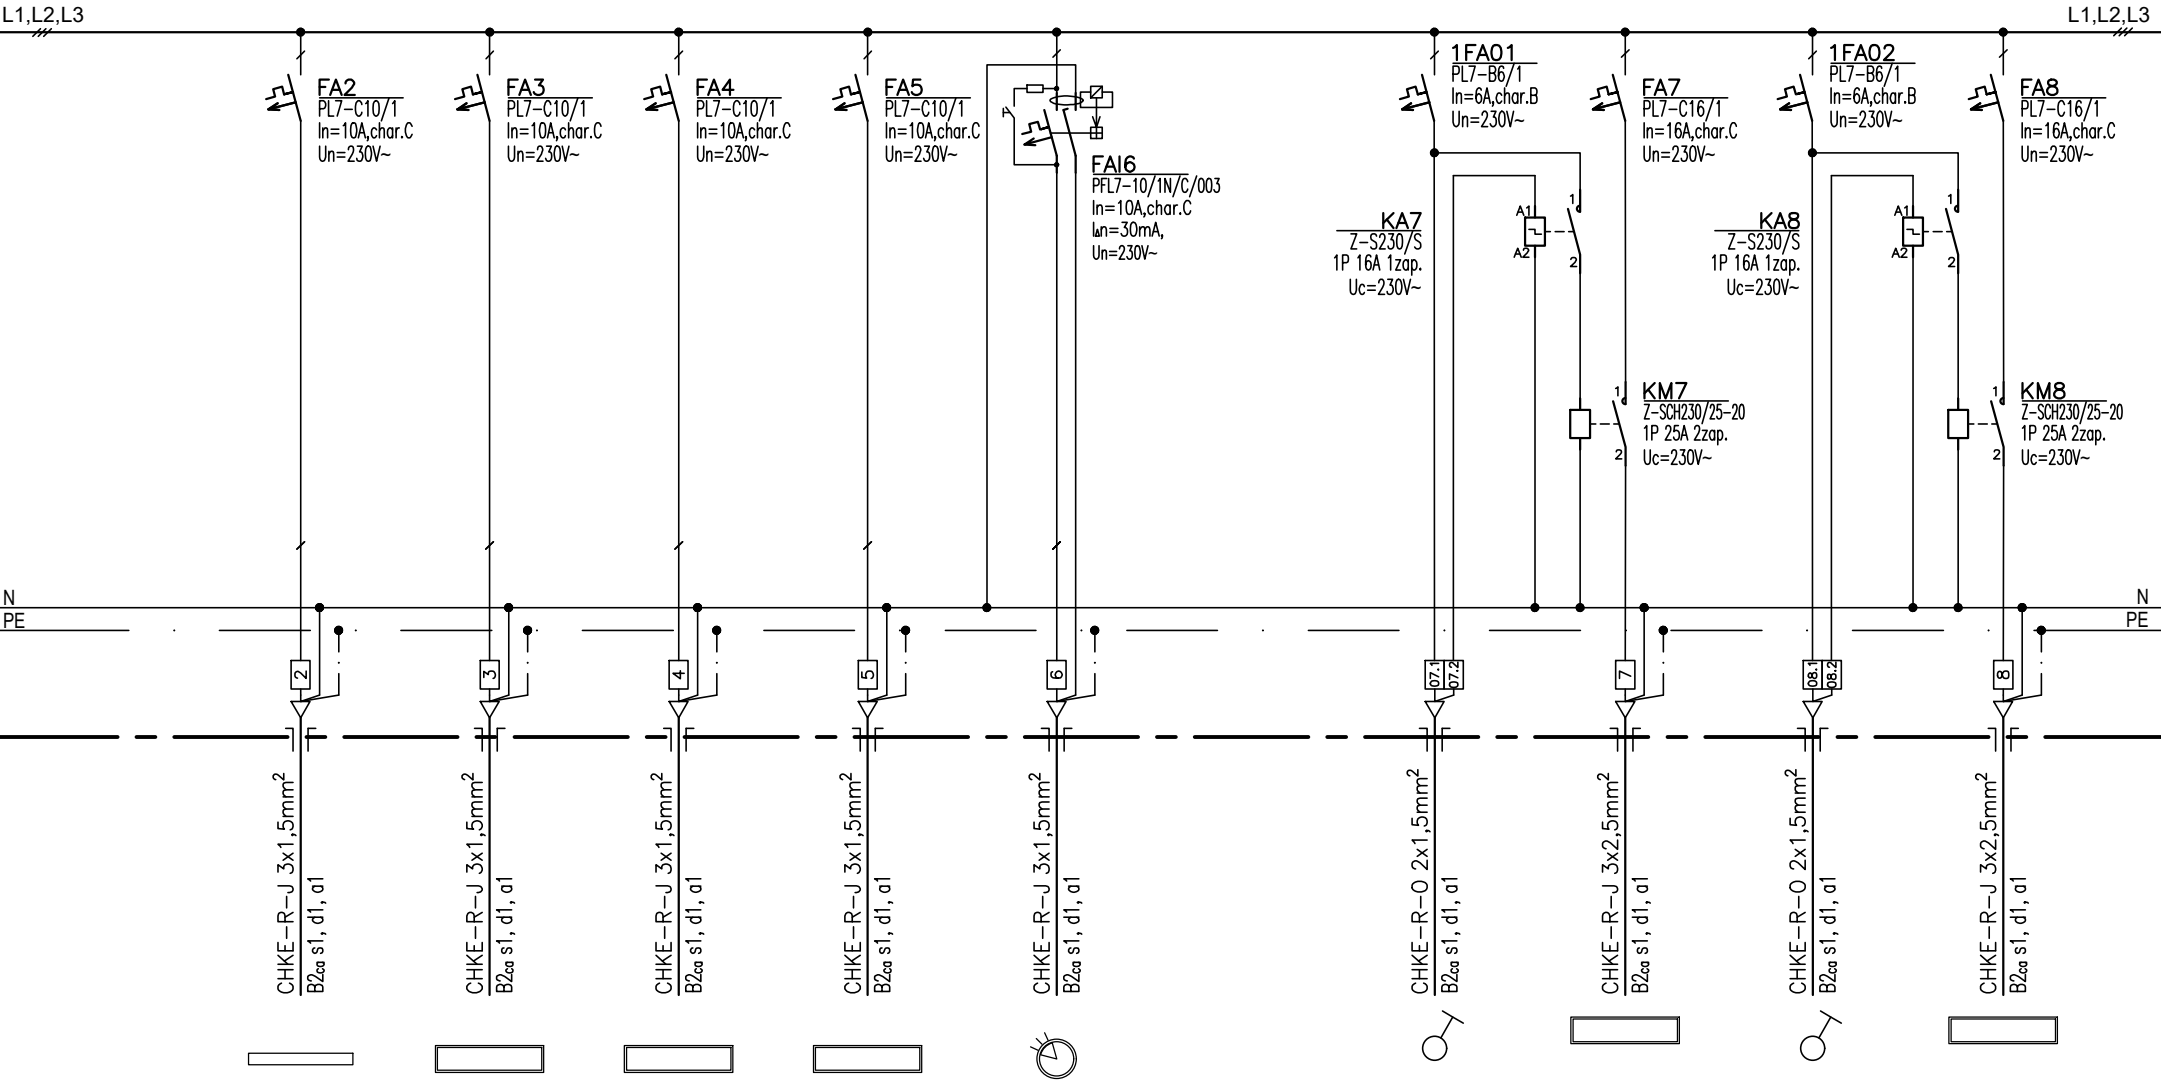 L1,L2,L3
L1,L2,L3
FA2
PL7-C10/1
In=10A,char.C
Un=230V~
FA3
PL7-C10/1
In=10A,char.C
Un=230V~
FA4
PL7-C10/1
In=10A,char.C
Un=230V~
FA5
PL7-C10/1
In=10A,char.C
Un=230V~
FAI6
PFL7-10/1N/C/003
In=10A,char.C
I∆n=30mA,
Un=230V~
1FA01
PL7-B6/1
In=6A,char.B
Un=230V~
FA7
PL7-C16/1
In=16A,char.C
Un=230V~
1FA02
PL7-B6/1
In=6A,char.B
Un=230V~
FA8
PL7-C16/1
In=16A,char.C
Un=230V~
KA7
Z-S230/S
1P 16A 1zap.
Uc=230V~
A1
A2
1
2
KA8
Z-S230/S
1P 16A 1zap.
Uc=230V~
A1
A2
1
2
1
2
KM7
Z-SCH230/25-20
1P 25A 2zap.
Uc=230V~
1
2
KM8
Z-SCH230/25-20
1P 25A 2zap.
Uc=230V~
N
N
PE
PE
2
3
4
5
6
07.1
07.2
7
08.1
08.2
8
CHKE-R-J 3x1,5mm²
B2ca s1, d1, a1
CHKE-R-J 3x1,5mm²
B2ca s1, d1, a1
CHKE-R-J 3x1,5mm²
B2ca s1, d1, a1
CHKE-R-J 3x1,5mm²
B2ca s1, d1, a1
CHKE-R-J 3x1,5mm²
B2ca s1, d1, a1
CHKE-R-O 2x1,5mm²
B2ca s1, d1, a1
CHKE-R-J 3x2,5mm²
B2ca s1, d1, a1
CHKE-R-O 2x1,5mm²
B2ca s1, d1, a1
CHKE-R-J 3x2,5mm²
B2ca s1, d1, a1